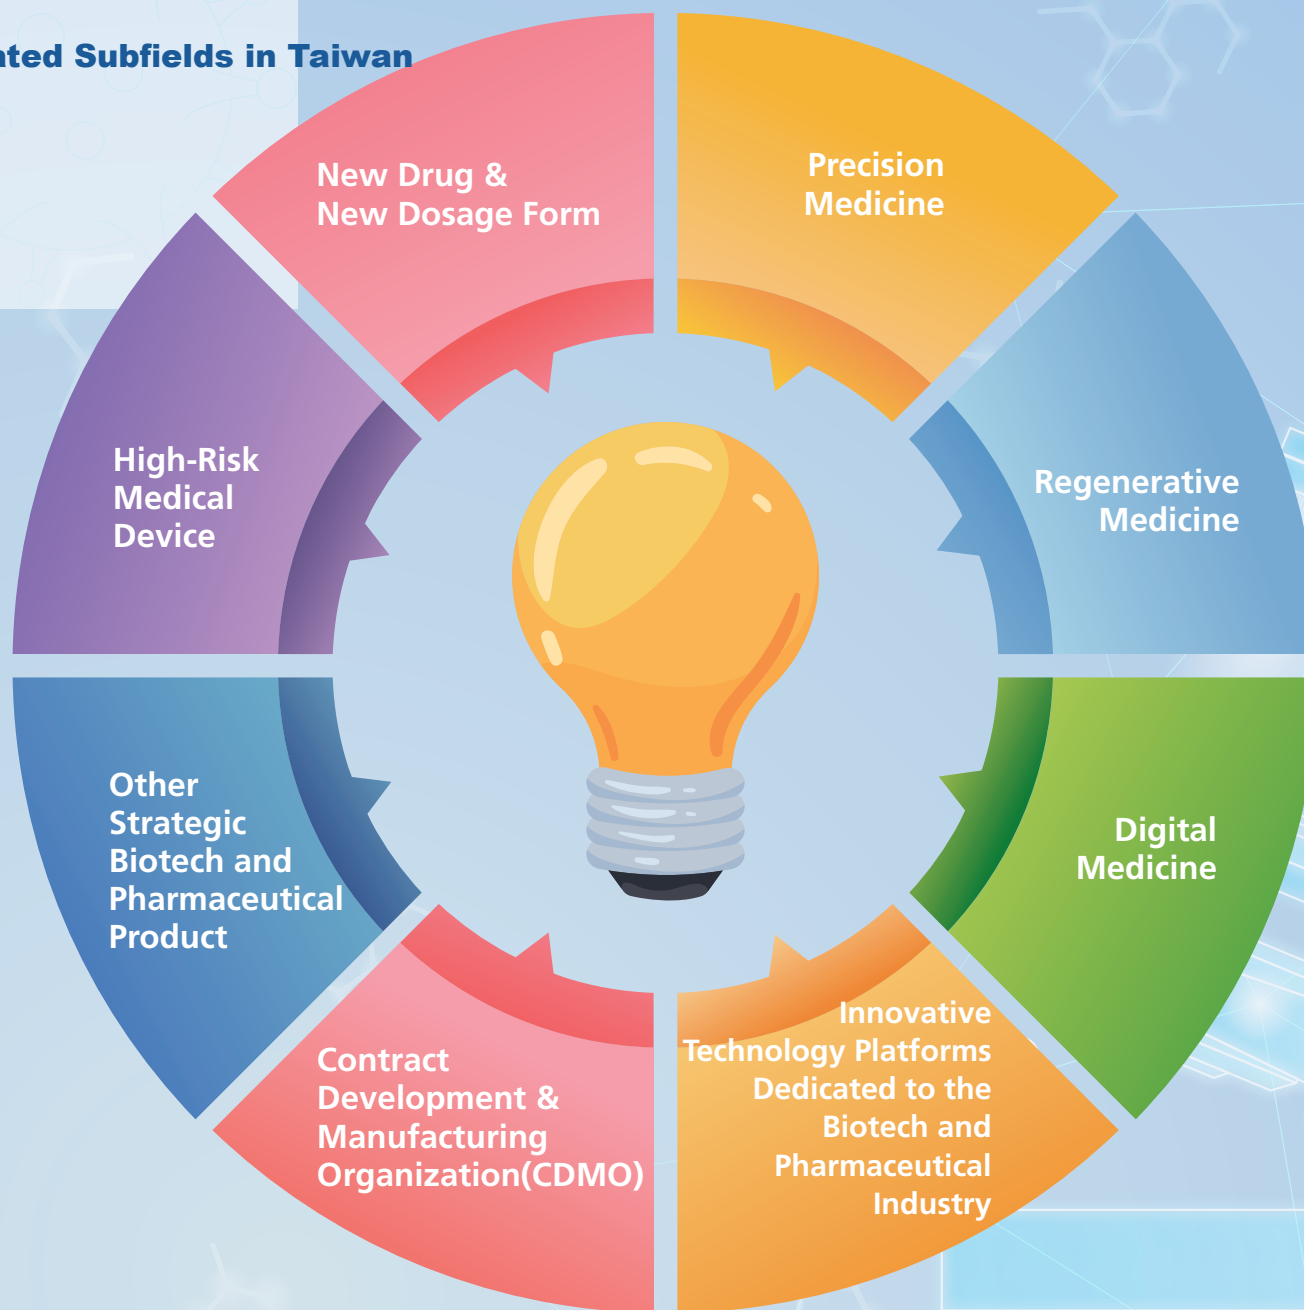 Subfields in Taiwan
New Drug &
New Dosage Form
Precision
Medicine
Regenerative
Medicine
Digital
Medicine
Innovative
Technology Platforms
Dedicated to the
Biotech and
Pharmaceutical
Industry
Contract
Development &
Manufacturing
Organization(CDMO)
Other
Strategic
Biotech and
Pharmaceutical
Product
High-Risk
Medical
Device